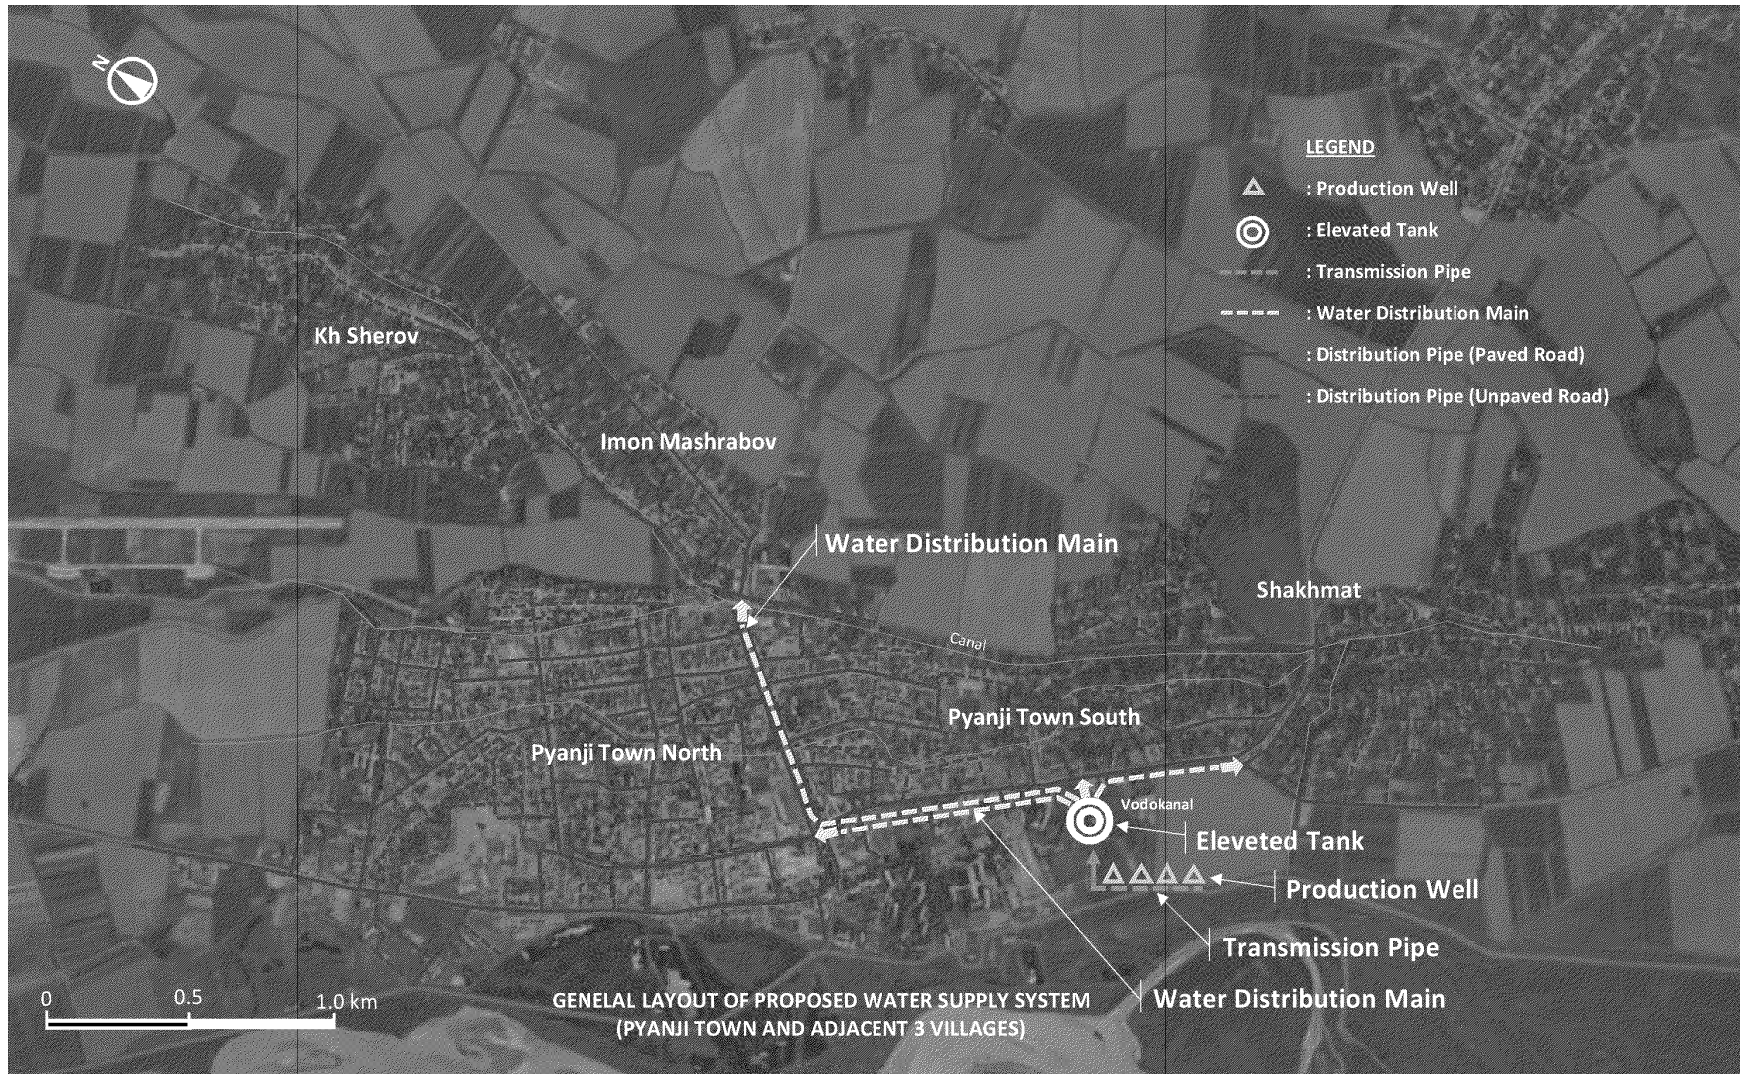 N
LEGEND
: Production Well
: Elevated Tank
: Transmission Pipe
: Water Distribution Main
: Distribution Pipe (Paved Road)
: Distribution Pipe (Unpaved Road)
Kh Sherov
Imon Mashrabov
Water Distribution Main
Shakhmat
Canal
Pyanji Town South
Pyanji Town North
Vodokanal
Eleveted Tank
Production Well
Transmission Pipe
Water Distribution Main
0 0.5 1.0 km
GENELAL LAYOUT OF PROPOSED WATER SUPPLY SYSTEM
(PYANJI TOWN AND ADJACENT 3 VILLAGES)